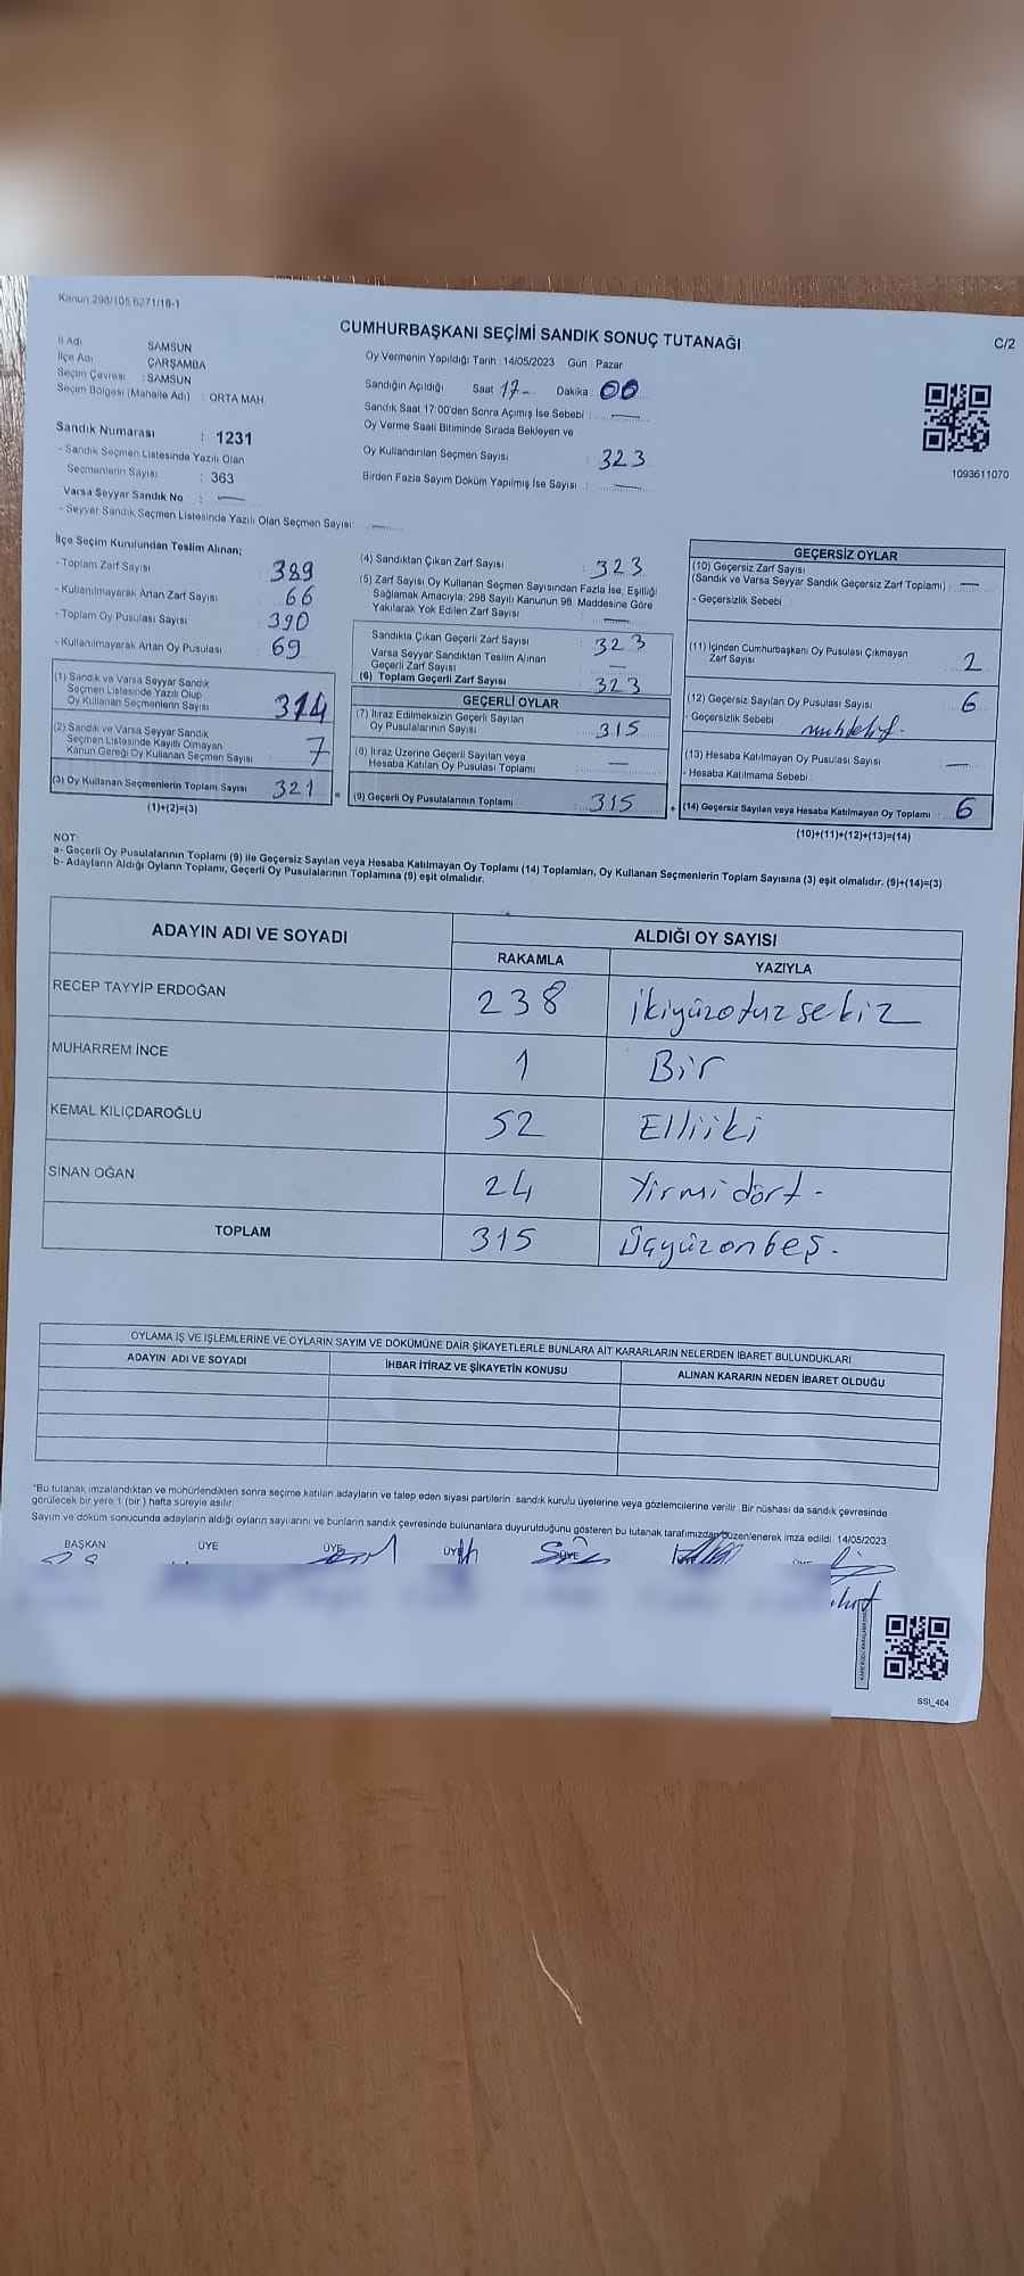 Kanun 298/105 6271/18-1
CUMHURBAŞKANI SEÇİMİ SANDIK SONUÇ TUTANAĞI
C/2
İl Adı SAMSUN
İlçe Adı ÇARŞAMBA
Seçim Çevresi : SAMSUN
Seçim Bölgesi (Mahalle Adı) : ORTA MAH.
Oy Vermenin Yapıldığı Tarih : 14/05/2023 Gün Pazar
Sandığın Açıldığı Saat 17- Dakika : 00
Sandık Saat 17:00'den Sonra Açılmış İse Sebebi : —
Oy Verme Saati Bitiminde Sırada Bekleyen ve
Oy Kullandırılan Seçmen Sayısı : 323
Birden Fazla Sayım Döküm Yapılmış İse Sayısı : —
1093611070
Sandık Numarası : 1231
- Sandık Seçmen Listesinde Yazılı Olan
Seçmenlerin Sayısı : 363
Varsa Seyyar Sandık No : —
- Seyyar Sandık Seçmen Listesinde Yazılı Olan Seçmen Sayısı: —
İlçe Seçim Kurulundan Teslim Alınan;
- Toplam Zarf Sayısı 389
- Kullanılmayarak Artan Zarf Sayısı 66
- Toplam Oy Pusulası Sayısı 390
- Kullanılmayarak Artan Oy Pusulası 69
(1) Sandık ve Varsa Seyyar Sandık
Seçmen Listesinde Yazılı Olup
Oy Kullanan Seçmenlerin Sayısı 314
(2) Sandık ve Varsa Seyyar Sandık
Seçmen Listesinde Kayıtlı Olmayan
Kanun Gereği Oy Kullanan Seçmen Sayısı 7
(3) Oy Kullanan Seçmenlerin Toplam Sayısı 321
(1)+(2)=(3)
(4) Sandıktan Çıkan Zarf Sayısı : 323
(5) Zarf Sayısı Oy Kullanan Seçmen Sayısından Fazla İse, Eşitliği
Sağlamak Amacıyla; 298 Sayılı Kanunun 98. Maddesine Göre
Yakılarak Yok Edilen Zarf Sayısı —
Sandıkta Çıkan Geçerli Zarf Sayısı : 323
Varsa Seyyar Sandıktan Teslim Alınan
Geçerli Zarf Sayısı —
(6) Toplam Geçerli Zarf Sayısı 323
GEÇERLİ OYLAR
(7) İtiraz Edilmeksizin Geçerli Sayılan
Oy Pusulalarının Sayısı 315
(8) İtiraz Üzerine Geçerli Sayılan veya
Hesaba Katılan Oy Pusulası Toplamı —
= (9) Geçerli Oy Pusulalarının Toplamı : 315
GEÇERSİZ OYLAR
(10) Geçersiz Zarf Sayısı
(Sandık ve Varsa Seyyar Sandık Geçersiz Zarf Toplamı) : —
- Geçersizlik Sebebi
(11) İçinden Cumhurbaşkanı Oy Pusulası Çıkmayan
Zarf Sayısı 2
(12) Geçersiz Sayılan Oy Pusulası Sayısı 6
- Geçersizlik Sebebi muhtelif.
(13) Hesaba Katılmayan Oy Pusulası Sayısı —
- Hesaba Katılmama Sebebi
+ (14) Geçersiz Sayılan veya Hesaba Katılmayan Oy Toplamı : 6
(10)+(11)+(12)+(13)=(14)
NOT:
a- Geçerli Oy Pusulalarının Toplamı (9) ile Geçersiz Sayılan veya Hesaba Katılmayan Oy Toplamı (14) Toplamları, Oy Kullanan Seçmenlerin Toplam Sayısına (3) eşit olmalıdır. (9)+(14)=(3)
b- Adayların Aldığı Oyların Toplamı, Geçerli Oy Pusulalarının Toplamına (9) eşit olmalıdır.
ADAYIN ADI VE SOYADI ALDIĞI OY SAYISI
RAKAMLA YAZIYLA
RECEP TAYYİP ERDOĞAN 238 ikiyüzotuzsekiz
MUHARREM İNCE 1 Bir
KEMAL KILIÇDAROĞLU 52 Elliiki
SİNAN OĞAN 24 Yirmidört -
TOPLAM 315 Üçyüzonbeş.
OYLAMA İŞ VE İŞLEMLERİNE VE OYLARIN SAYIM VE DÖKÜMÜNE DAİR ŞİKAYETLERLE BUNLARA AİT KARARLARIN NELERDEN İBARET BULUNDUKLARI
ADAYIN ADI VE SOYADI İHBAR İTİRAZ VE ŞİKAYETİN KONUSU ALINAN KARARIN NEDEN İBARET OLDUĞU
*Bu tutanak imzalandıktan ve mühürlendikten sonra seçime katılan adayların ve talep eden siyasi partilerin sandık kurulu üyelerine veya gözlemcilerine verilir. Bir nüshası da sandık çevresinde
görülecek bir yere 1 (bir) hafta süreyle asılır.
Sayım ve döküm sonucunda adayların aldığı oyların sayılarını ve bunların sandık çevresinde bulunanlara duyurulduğunu gösteren bu tutanak tarafımızdan düzenlenerek imza edildi. 14/05/2023
BAŞKAN ÜYE ÜYE ÜYE ÜYE
SSI_404